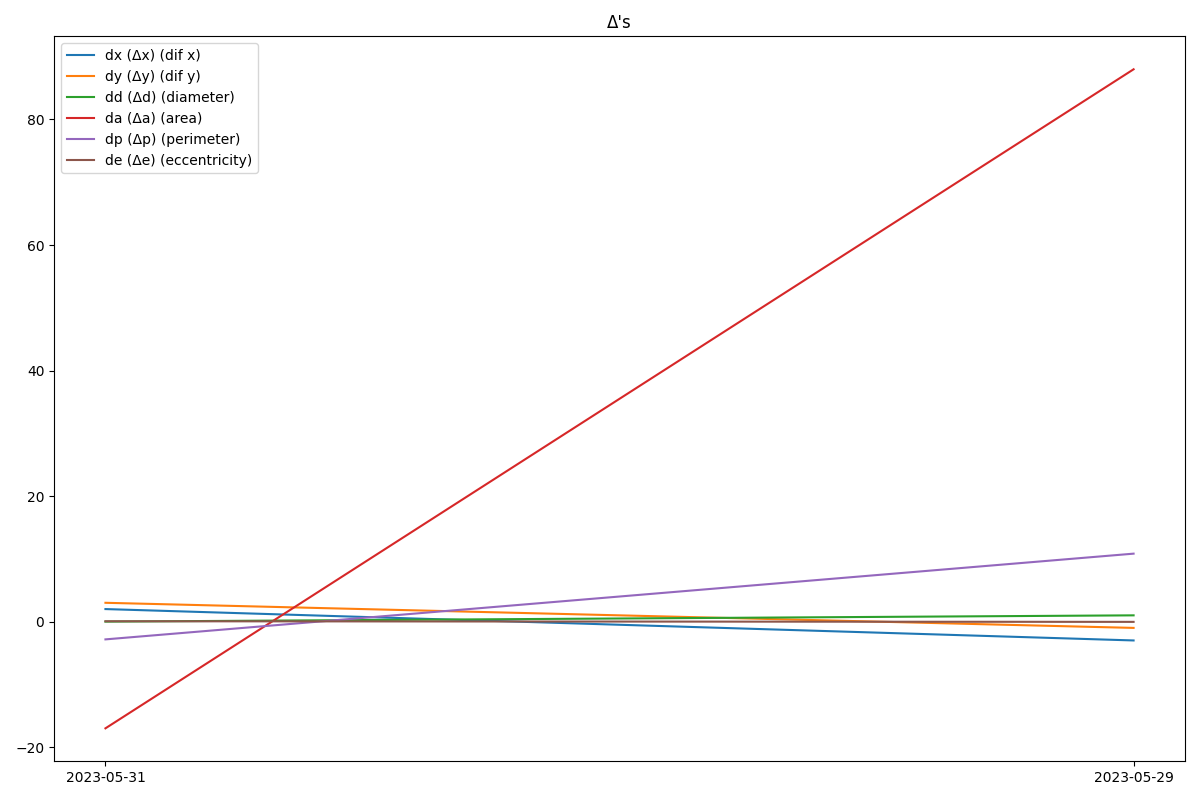 Δ's
dx (Δx) (dif x)
dy (Δy) (dif y)
dd (Δd) (diameter)
da (Δa) (area)
dp (Δp) (perimeter)
de (Δe) (eccentricity)
80
60
40
20
0
−20
2023-05-31
2023-05-29